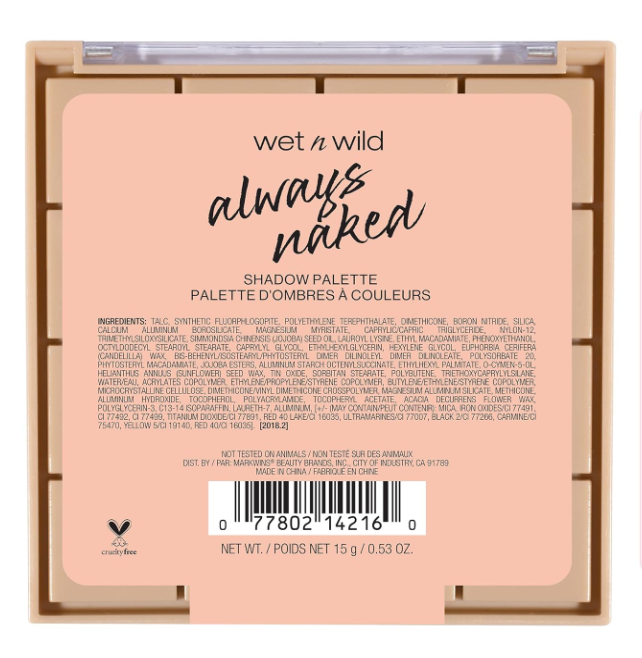 wet n wild
always
naked
SHADOW PALETTE
PALETTE D'OMBRES À COULEURS
INGREDIENTS: TALC, SYNTHETIC FLUORPHLOGOPITE, POLYETHYLENE TEREPHTHALATE, DIMETHICONE, BORON NITRIDE, SILICA,
CALCIUM ALUMINUM BOROSILICATE, MAGNESIUM MYRISTATE, CAPRYLIC/CAPRIC TRIGLYCERIDE, NYLON-12,
TRIMETHYLSILOXYSILICATE, SIMMONDSIA CHINENSIS (JOJOBA) SEED OIL, LAUROYL LYSINE, ETHYL MACADAMIATE, PHENOXYETHANOL,
OCTYLDODECYL STEAROYL STEARATE, CAPRYLYL GLYCOL, ETHYLHEXYLGLYCERIN, HEXYLENE GLYCOL, EUPHORBIA CERIFERA
(CANDELILLA) WAX, BIS-BEHENYL/ISOSTEARYL/PHYTOSTERYL DIMER DILINOLEYL DIMER DILINOLEATE, POLYSORBATE 20,
PHYTOSTERYL MACADAMIATE, JOJOBA ESTERS, ALUMINUM STARCH OCTENYLSUCCINATE, ETHYLHEXYL PALMITATE, O-CYMEN-5-OL,
HELIANTHUS ANNUUS (SUNFLOWER) SEED WAX, TIN OXIDE, SORBITAN STEARATE, POLYBUTENE, TRIETHOXYCAPRYLYLSILANE,
WATER/EAU, ACRYLATES COPOLYMER, ETHYLENE/PROPYLENE/STYRENE COPOLYMER, BUTYLENE/ETHYLENE/STYRENE COPOLYMER,
MICROCRYSTALLINE CELLULOSE, DIMETHICONE/VINYL DIMETHICONE CROSSPOLYMER, MAGNESIUM ALUMINUM SILICATE, METHICONE,
ALUMINUM HYDROXIDE, TOCOPHEROL, POLYACRYLAMIDE, TOCOPHERYL ACETATE, ACACIA DECURRENS FLOWER WAX,
POLYGLYCERIN-3, C13-14 ISOPARAFFIN, LAURETH-7, ALUMINUM, [+/- (MAY CONTAIN/PEUT CONTENIR): MICA, IRON OXIDES/CI 77491,
CI 77492, CI 77499, TITANIUM DIOXIDE/CI 77891, RED 40 LAKE/CI 16035, ULTRAMARINES/CI 77007, BLACK 2/CI 77266, CARMINE/CI
75470, YELLOW 5/CI 19140, RED 40/CI 16035]. [2018.2]
NOT TESTED ON ANIMALS / NON TESTÉ SUR DES ANIMAUX
DIST. BY / PAR: MARKWINS® BEAUTY BRANDS, INC., CITY OF INDUSTRY, CA 91789
MADE IN CHINA / FABRIQUÉ EN CHINE
0 77802 14216 0
crueltyfree
NET WT. / POIDS NET 15 g / 0.53 OZ.